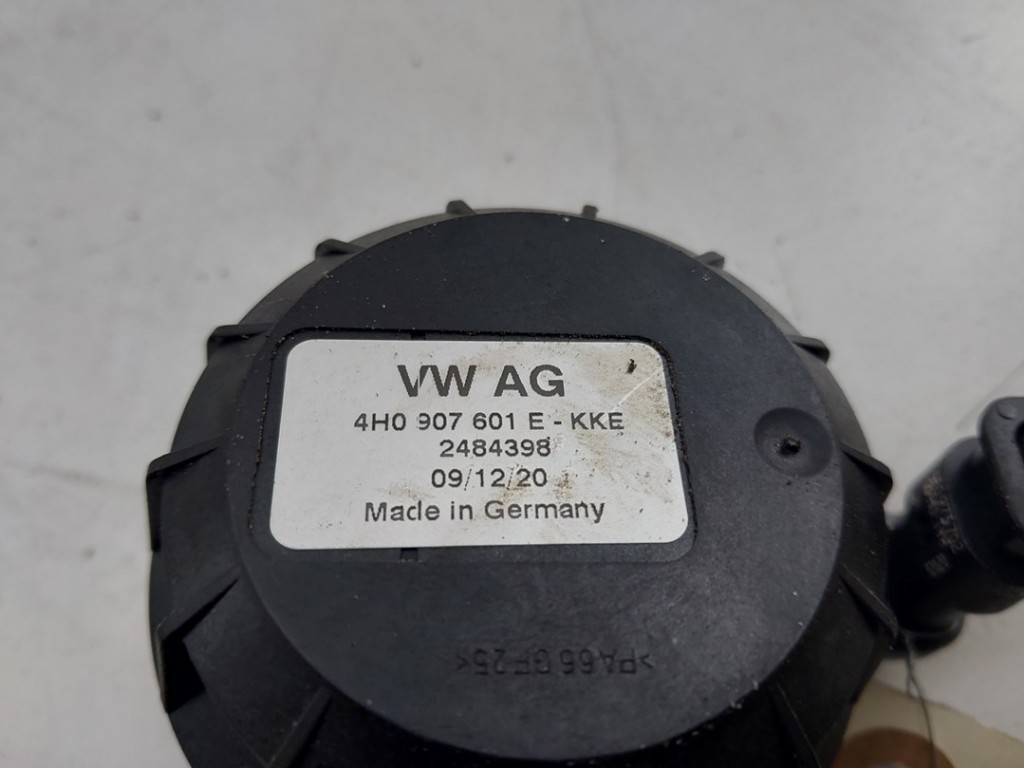 VW AG
4H0 907 601 E - KKE
2484398
09/12/20
Made in Germany
>PA66 GF25<